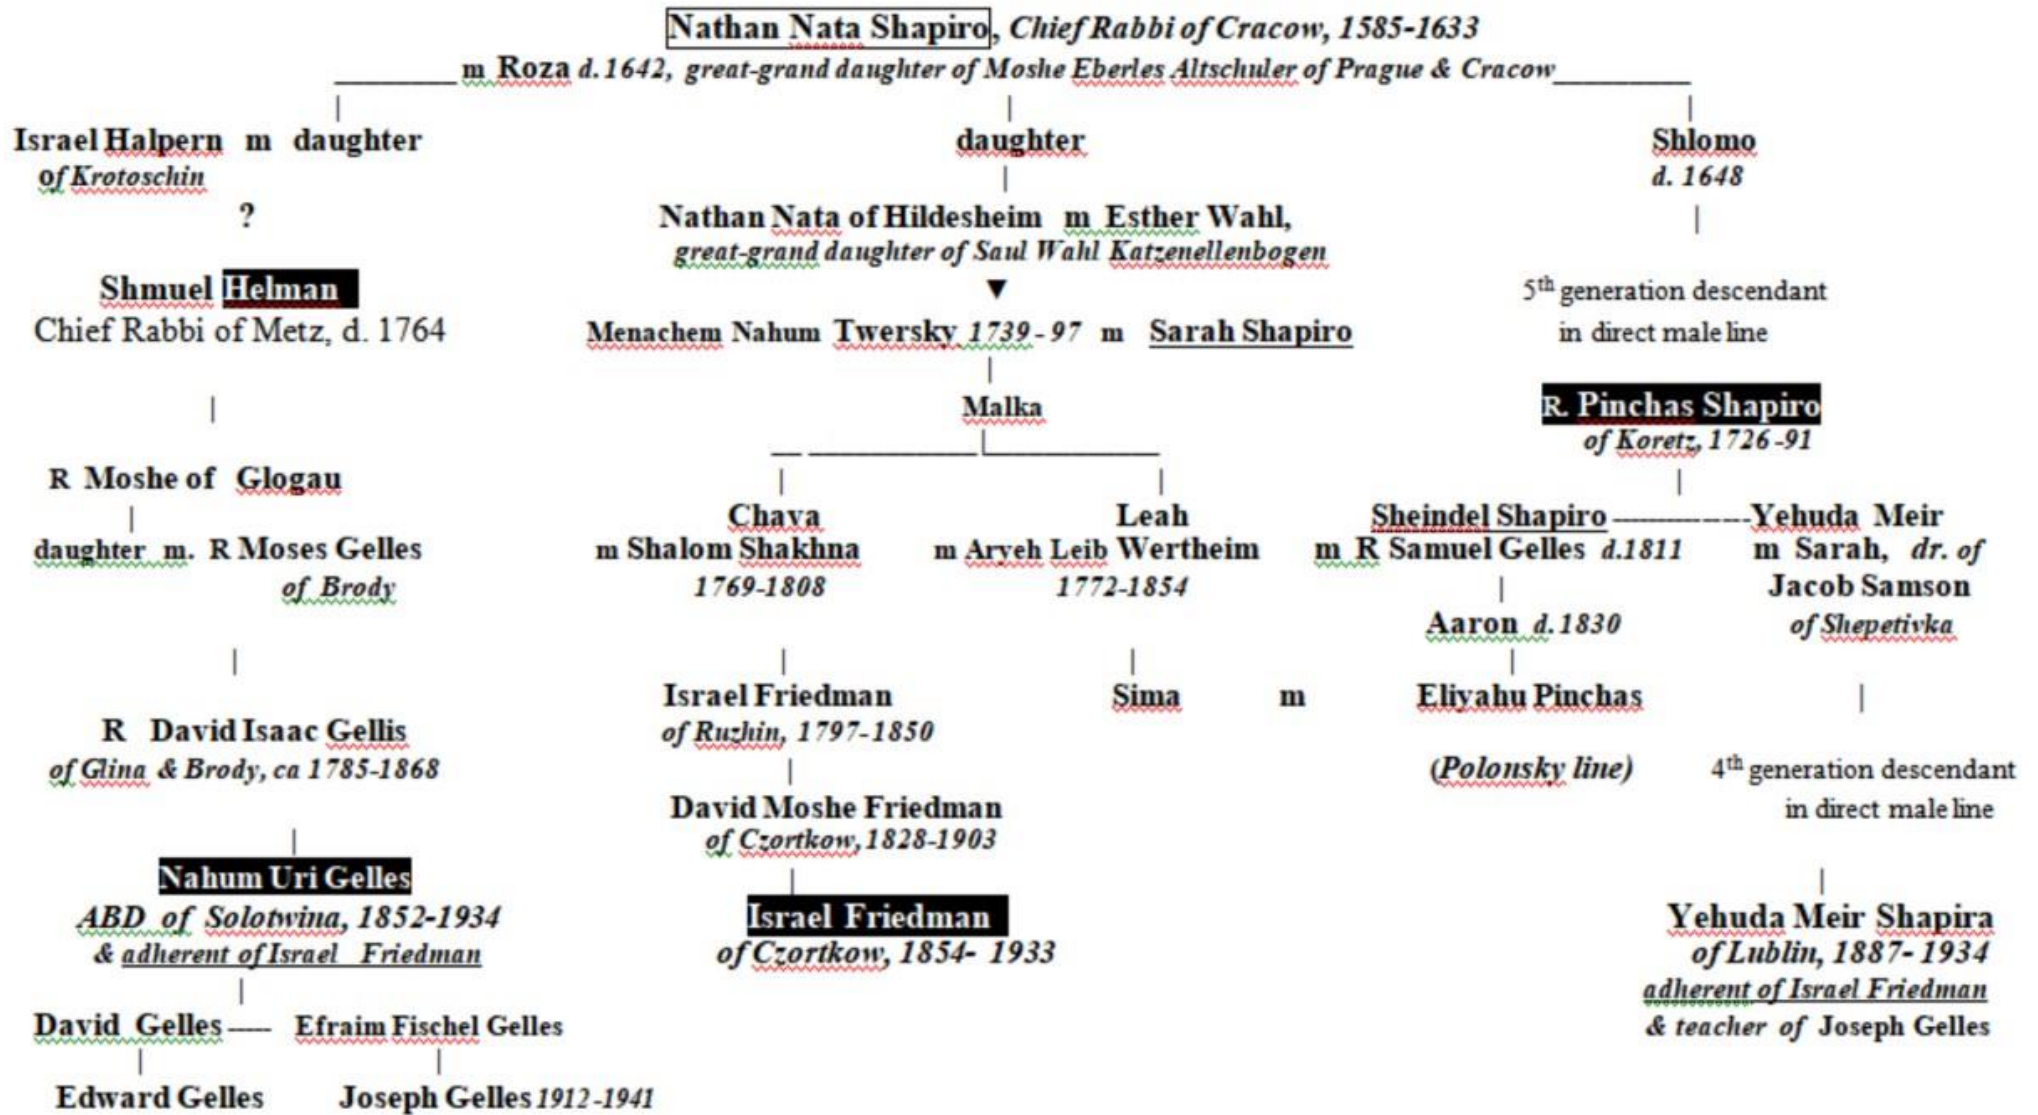 Nathan Nata Shapiro, Chief Rabbi of Cracow, 1585-1633
m Roza d.1642, great-grand daughter of Moshe Eberles Altschuler of Prague & Cracow
Israel Halpern m daughter
of Krotoschin
?
Shmuel Helman
Chief Rabbi of Metz, d. 1764
R Moshe of Glogau
daughter m. R Moses Gelles
of Brody
R David Isaac Gellis
of Glina & Brody, ca 1785-1868
Nahum Uri Gelles
ABD of Solotwina, 1852-1934
& adherent of Israel Friedman
David Gelles
Efraim Fischel Gelles
Edward Gelles
Joseph Gelles 1912-1941
daughter
Nathan Nata of Hildesheim m Esther Wahl,
great-grand daughter of Saul Wahl Katzenellenbogen
Menachem Nahum Twersky 1739-97 m Sarah Shapiro
Malka
Chava
m Shalom Shakhna
1769-1808
Leah
m Aryeh Leib Wertheim
1772-1854
Israel Friedman
of Ruzhin, 1797-1850
David Moshe Friedman
of Czortkow, 1828-1903
Israel Friedman
of Czortkow, 1854- 1933
Sima m Eliyahu Pinchas
(Polonsky line)
Shlomo
d. 1648
5th generation descendant
in direct male line
R. Pinchas Shapiro
of Koretz, 1726-91
Sheindel Shapiro
m R Samuel Gelles d.1811
Aaron d.1830
Yehuda Meir
m Sarah, dr. of
Jacob Samson
of Shepetivka
4th generation descendant
in direct male line
Yehuda Meir Shapira
of Lublin, 1887- 1934
adherent of Israel Friedman
& teacher of Joseph Gelles